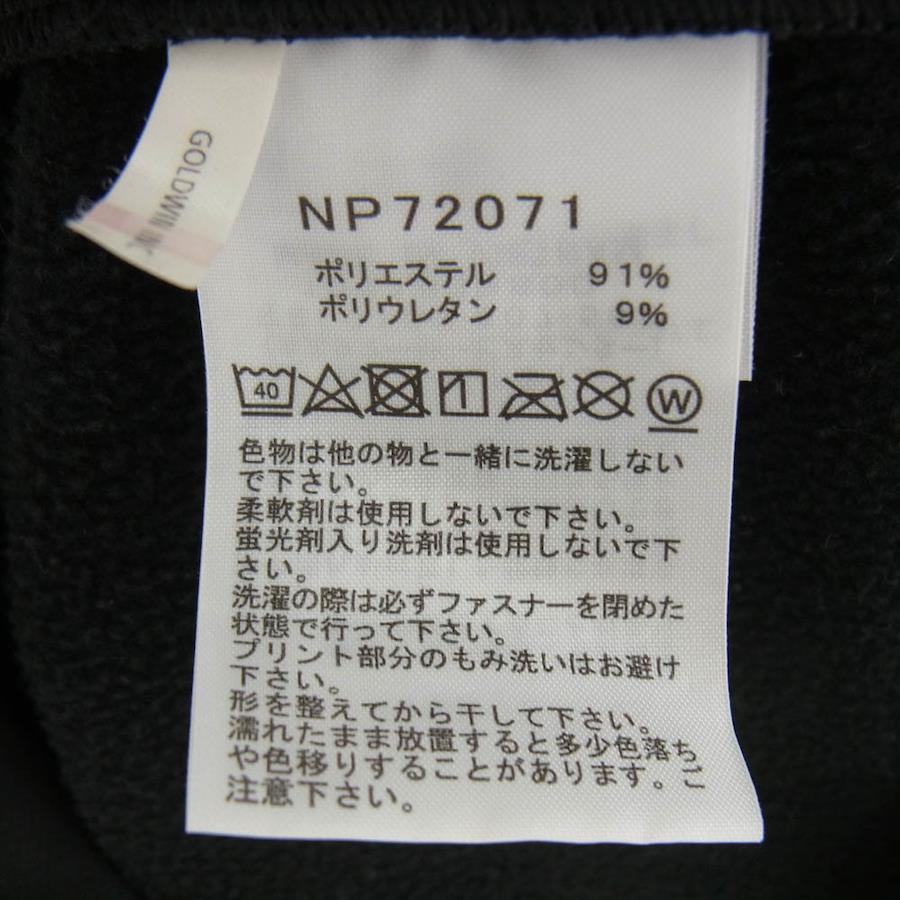 GOLDWIN INC
NP72071
ポリエステル 91%
ポリウレタン 9%
40
W
色物は他の物と一緒に洗濯しない
で下さい。
柔軟剤は使用しないで下さい。
蛍光剤入り洗剤は使用しないで下
さい。
洗濯の際は必ずファスナーを閉めた
状態で行って下さい。
プリント部分のもみ洗いはお避け
下さい。
形を整えてから干して下さい。
濡れたまま放置すると多少色落ち
や色移りすることがあります。ご
注意下さい。